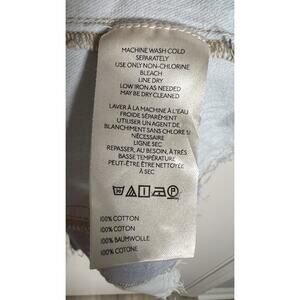 MACHINE WASH COLD
SEPARATELY
USE ONLY NON-CHLORINE
BLEACH
LINE DRY
LOW IRON AS NEEDED
MAY BE DRY CLEANED
LAVER À LA MACHINE À L'EAU
FROIDE SÉPARÉMENT
UTILISER UN AGENT DE
BLANCHIMENT SANS CHLORE SI
NÉCESSAIRE
LIGNE SEC
REPASSER, AU BESOIN, À TRÈS
BASSE TEMPÉRATURE
PEUT-ÊTRE ÊTRE NETTOYÉE
À SEC
100% COTTON
100% COTON
100% BAUMWOLLE
100% COTONE